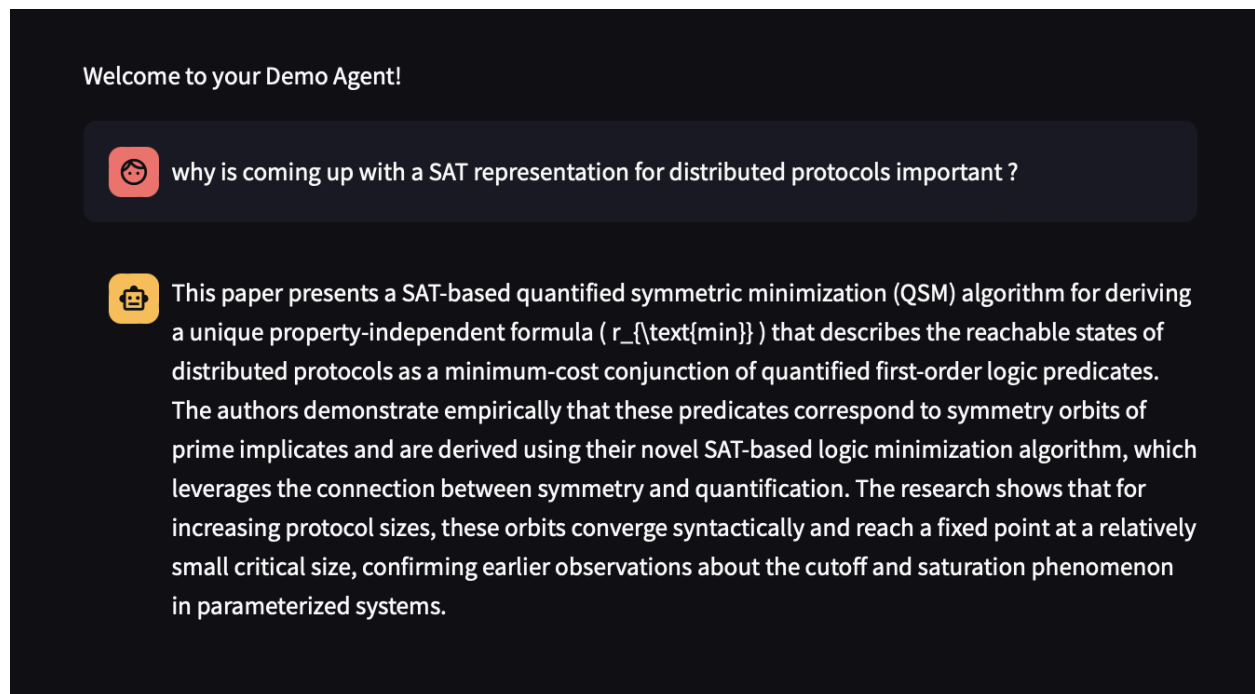 Welcome to your Demo Agent!
why is coming up with a SAT representation for distributed protocols important ?
This paper presents a SAT-based quantified symmetric minimization (QSM) algorithm for deriving
a unique property-independent formula ( r_{\text{min}} ) that describes the reachable states of
distributed protocols as a minimum-cost conjunction of quantified first-order logic predicates.
The authors demonstrate empirically that these predicates correspond to symmetry orbits of
prime implicates and are derived using their novel SAT-based logic minimization algorithm, which
leverages the connection between symmetry and quantification. The research shows that for
increasing protocol sizes, these orbits converge syntactically and reach a fixed point at a relatively
small critical size, confirming earlier observations about the cutoff and saturation phenomenon
in parameterized systems.